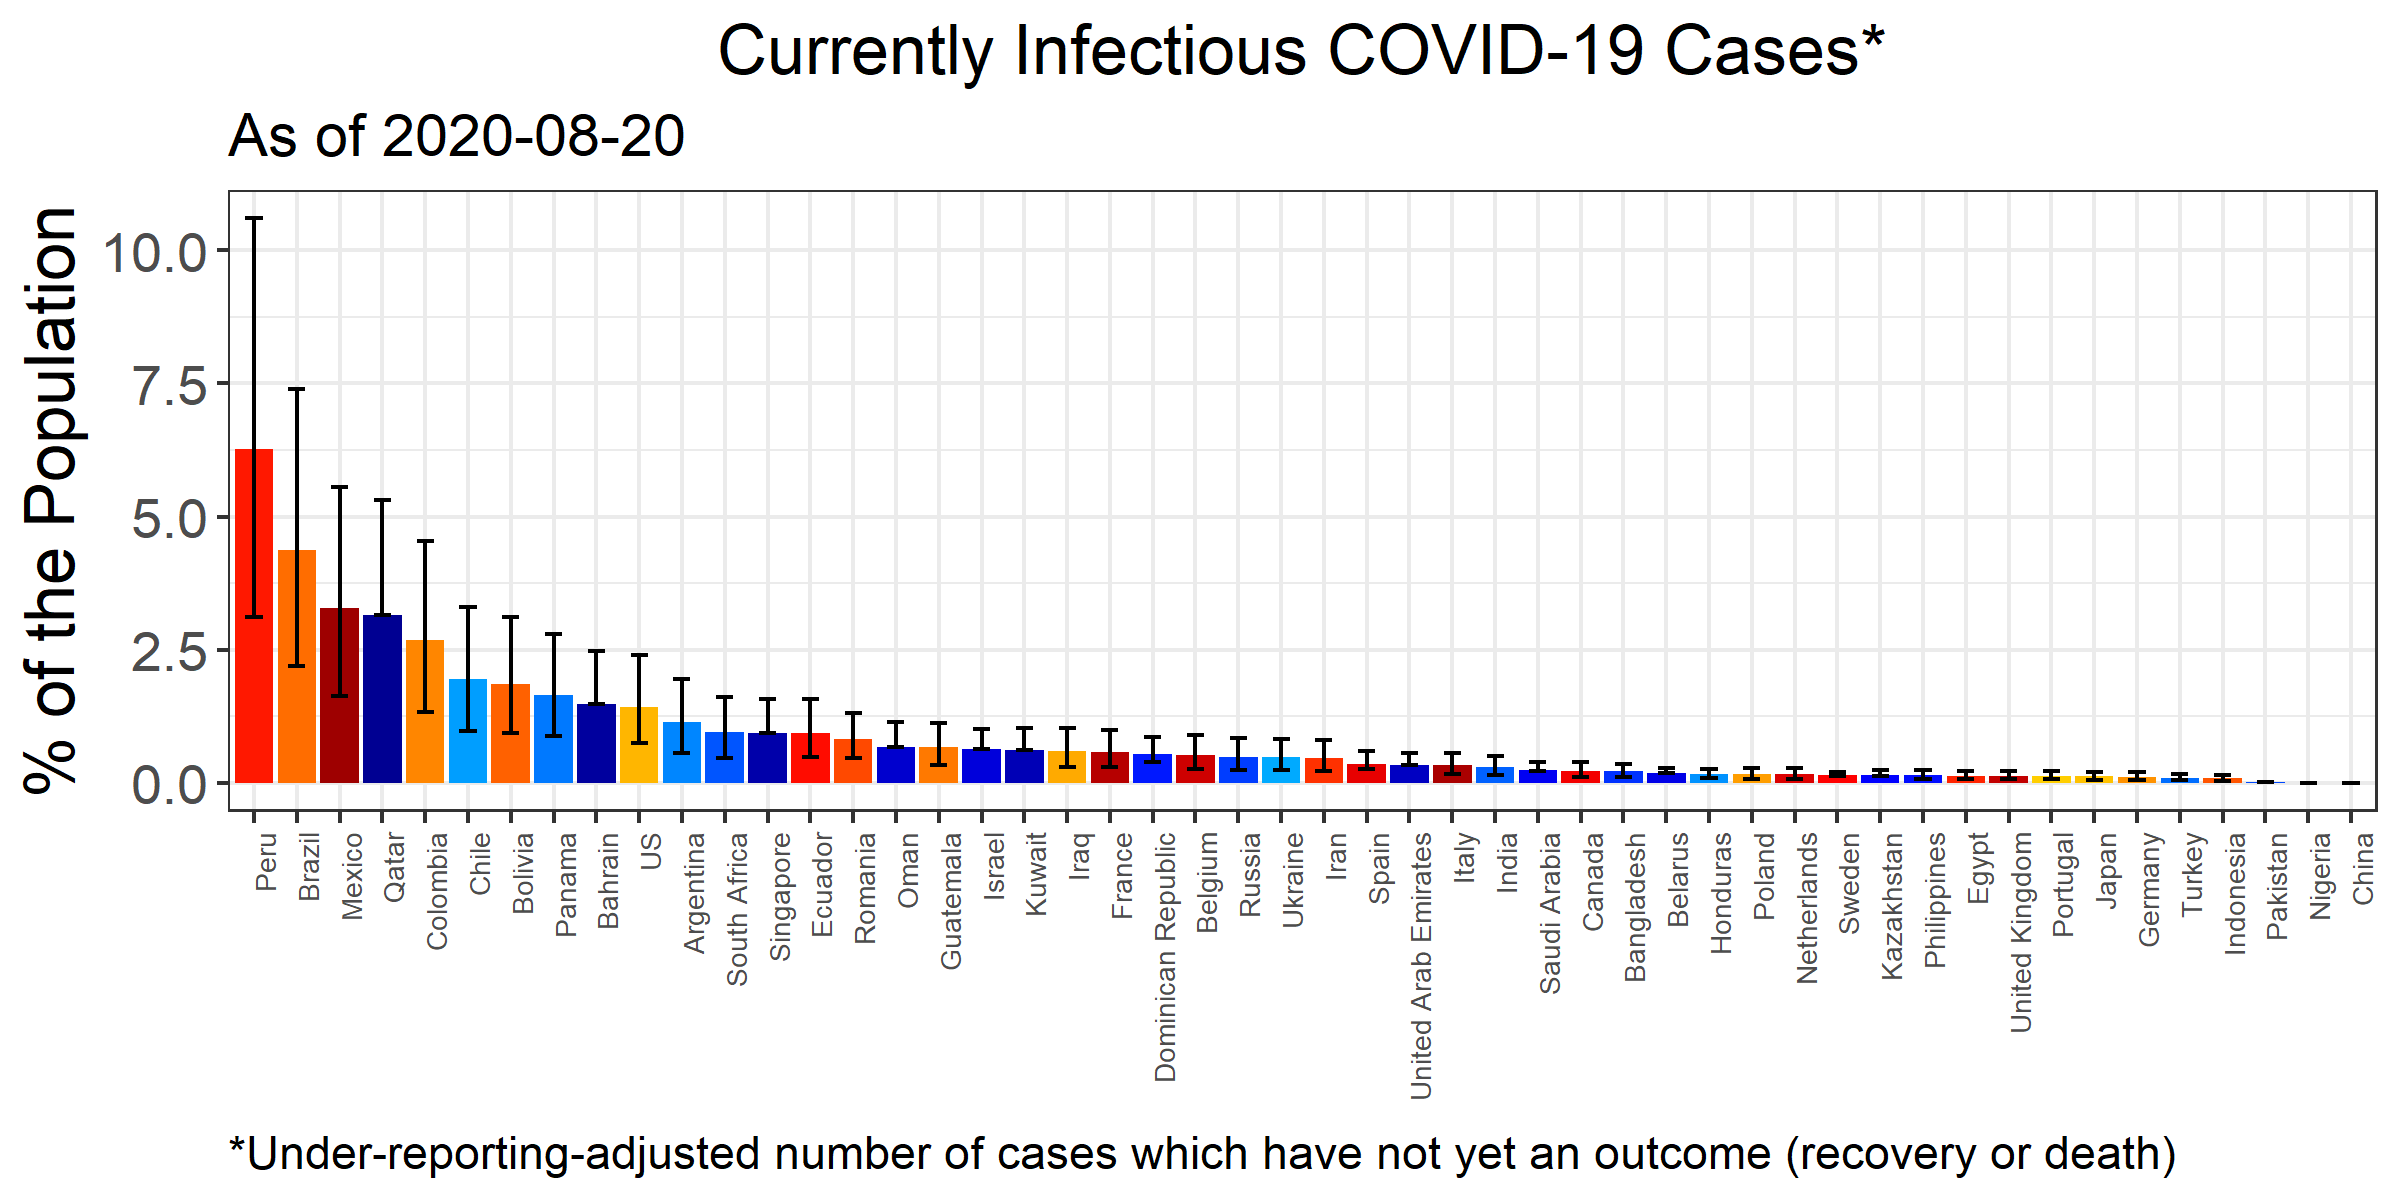 Currently Infectious COVID-19 Cases*
As of 2020-08-20
% of the Population
10.0
7.5
5.0
2.5
0.0
Peru
Brazil
Mexico
Qatar
Colombia
Chile
Bolivia
Panama
Bahrain
US
Argentina
South Africa
Singapore
Ecuador
Romania
Oman
Guatemala
Israel
Kuwait
Iraq
France
Dominican Republic
Belgium
Russia
Ukraine
Iran
Spain
United Arab Emirates
Italy
India
Saudi Arabia
Canada
Bangladesh
Belarus
Honduras
Poland
Netherlands
Sweden
Kazakhstan
Philippines
Egypt
United Kingdom
Portugal
Japan
Germany
Turkey
Indonesia
Pakistan
Nigeria
China
*Under-reporting-adjusted number of cases which have not yet an outcome (recovery or death)